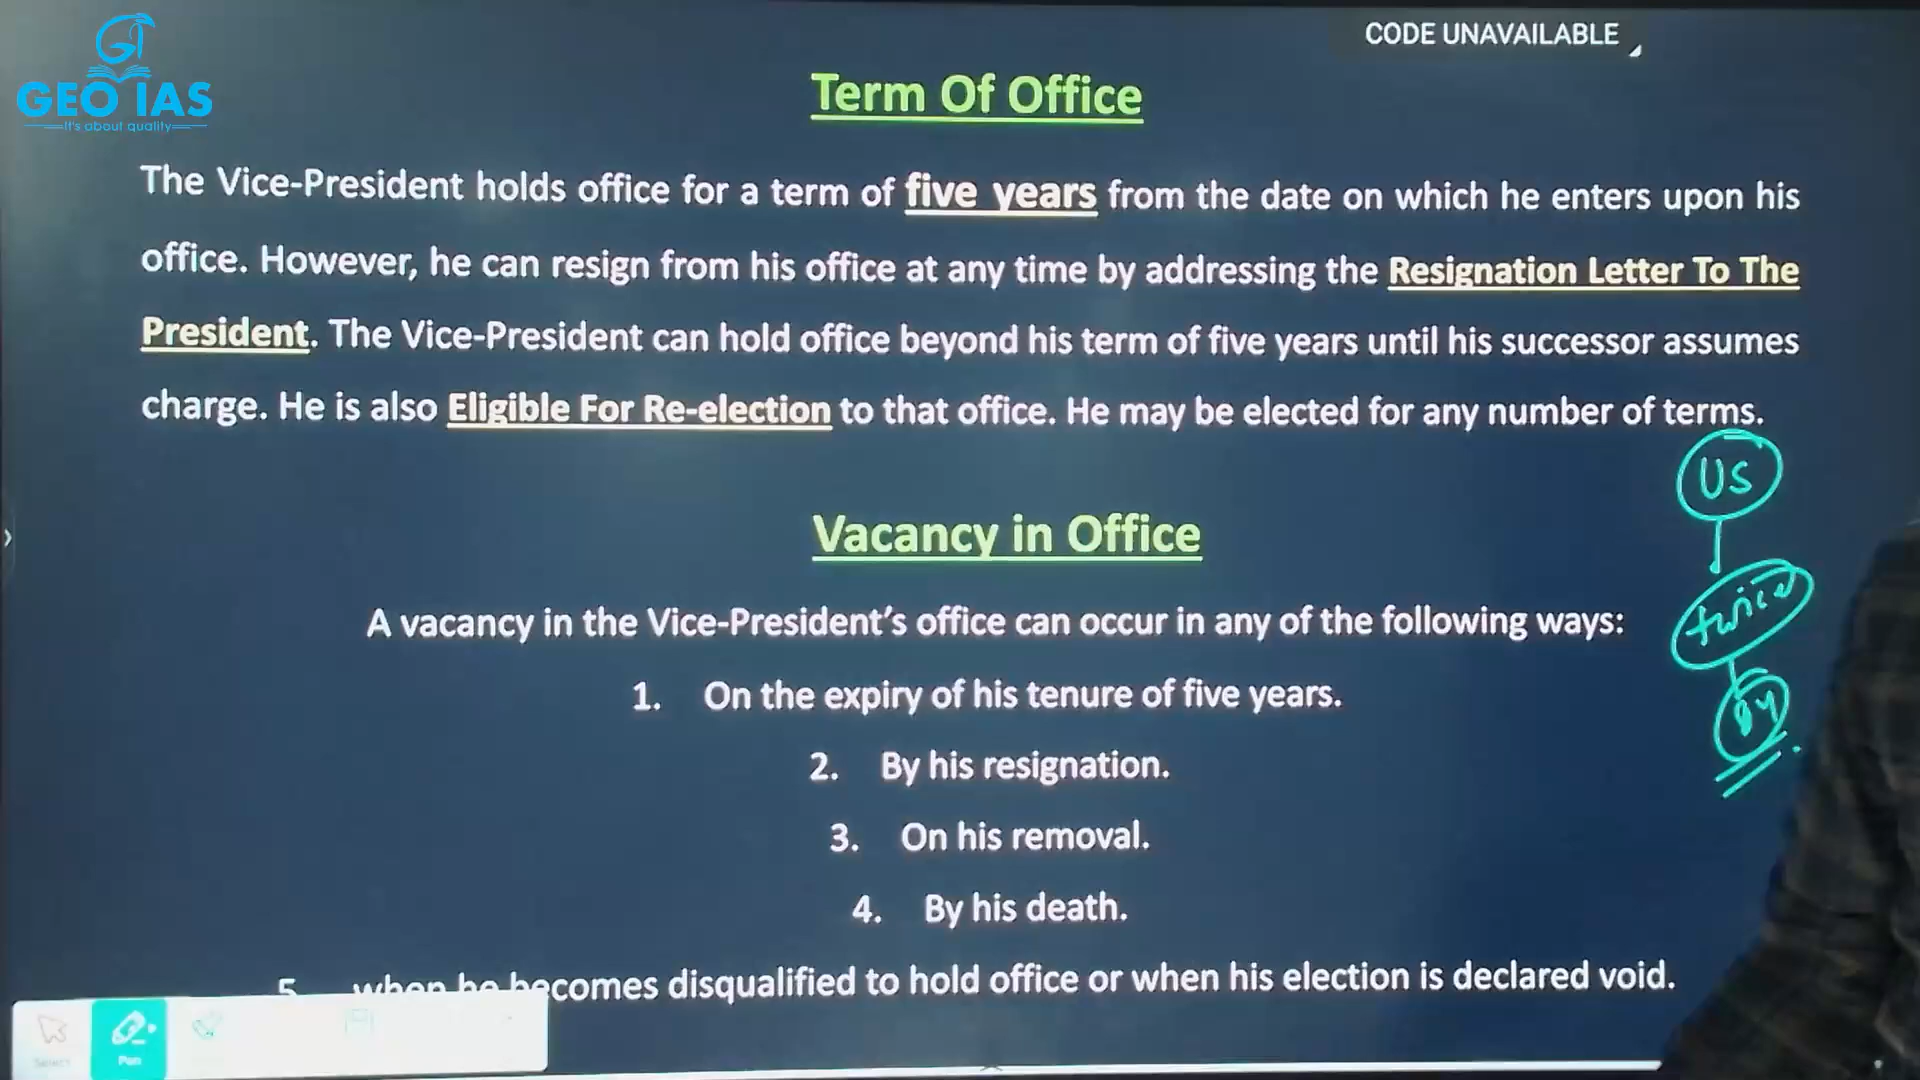 CODE UNAVAILABLE
GEO IAS
It's about quality
Term Of Office
The Vice-President holds office for a term of five years from the date on which he enters upon his
office. However, he can resign from his office at any time by addressing the Resignation Letter To The
President. The Vice-President can hold office beyond his term of five years until his successor assumes
charge. He is also Eligible For Re-election to that office. He may be elected for any number of terms.
US
Vacancy in Office
twice
A vacancy in the Vice-President’s office can occur in any of the following ways:
1. On the expiry of his tenure of five years.
2. By his resignation.
3. On his removal.
4. By his death.
5. when he becomes disqualified to hold office or when his election is declared void.
Select
Pen